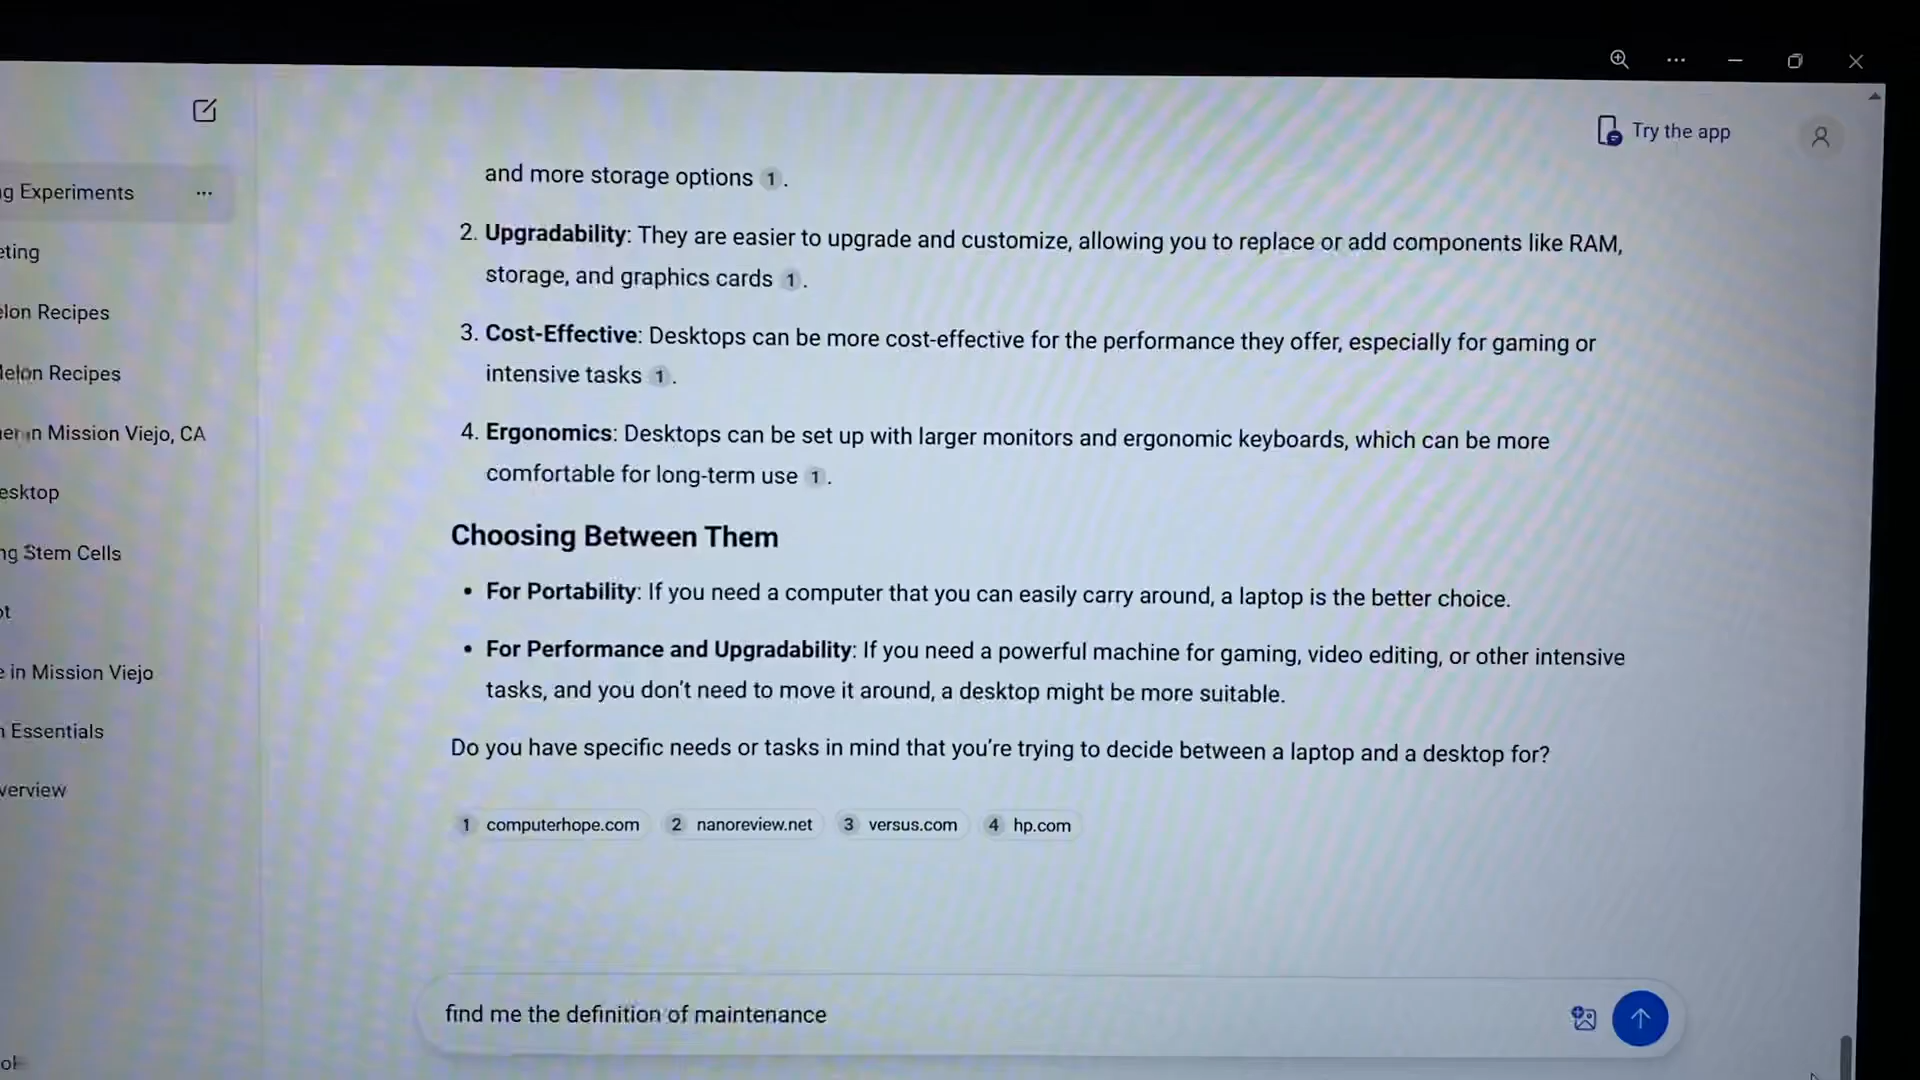 Try the app
ng Experiments
eting
elon Recipes
Melon Recipes
in Mission Viejo, CA
esktop
ng Stem Cells
ot
e in Mission Viejo
n Essentials
verview
and more storage options 1.
2. Upgradability: They are easier to upgrade and customize, allowing you to replace or add components like RAM,
storage, and graphics cards 1.
3. Cost-Effective: Desktops can be more cost-effective for the performance they offer, especially for gaming or
intensive tasks 1.
4. Ergonomics: Desktops can be set up with larger monitors and ergonomic keyboards, which can be more
comfortable for long-term use 1.
Choosing Between Them
• For Portability: If you need a computer that you can easily carry around, a laptop is the better choice.
• For Performance and Upgradability: If you need a powerful machine for gaming, video editing, or other intensive
tasks, and you don't need to move it around, a desktop might be more suitable.
Do you have specific needs or tasks in mind that you're trying to decide between a laptop and a desktop for?
1 computerhope.com 2 nanoreview.net 3 versus.com 4 hp.com
find me the definition of maintenance